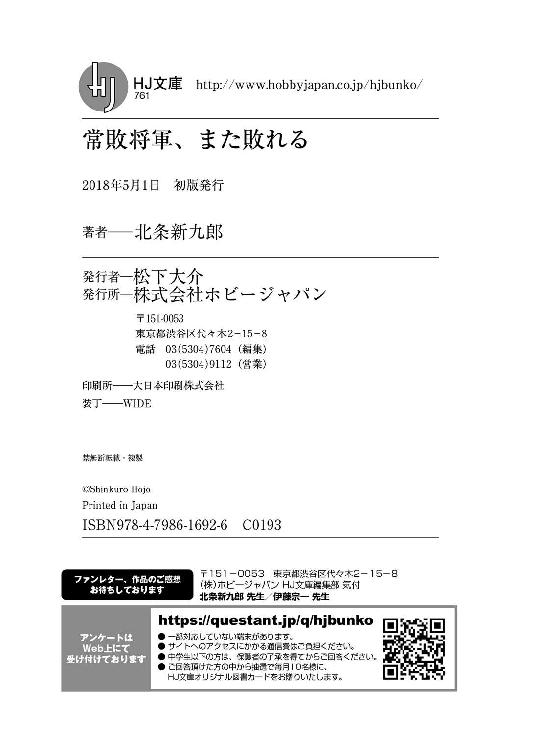 HJ
HJ文庫 http://www.hobbyjapan.co.jp/hjbunko/
761
常敗将軍、また敗れる
2018年5月1日 初版発行
著者──北条新九郎
発行者─松下大介
発行所─株式会社ホビージャパン
〒151-0053
東京都渋谷区代々木2-15-8
電話 03(5304)7604(編集)
03(5304)9112(営業)
印刷所──大日本印刷株式会社
装丁──WIDE
禁無断転載・複製
©Shinkuro Hojo
Printed in Japan
ISBN978-4-7986-1692-6 C0193
ファンレター、作品のご感想
お待ちしております
〒151-0053 東京都渋谷区代々木2-15-8
(株)ホビージャパン HJ文庫編集部 気付
北条新九郎 先生/伊藤宗一 先生
アンケートは
Web上にて
受け付けております
https://questant.jp/q/hjbunko
●一部対応していない端末があります。
●サイトへのアクセスにかかる通信費はご負担ください。
●中学生以下の方は、保護者の了承を得てからご回答ください。
●ご回答頂けた方の中から抽選で毎月10名様に、
HJ文庫オリジナル図書カードをお贈りいたします。